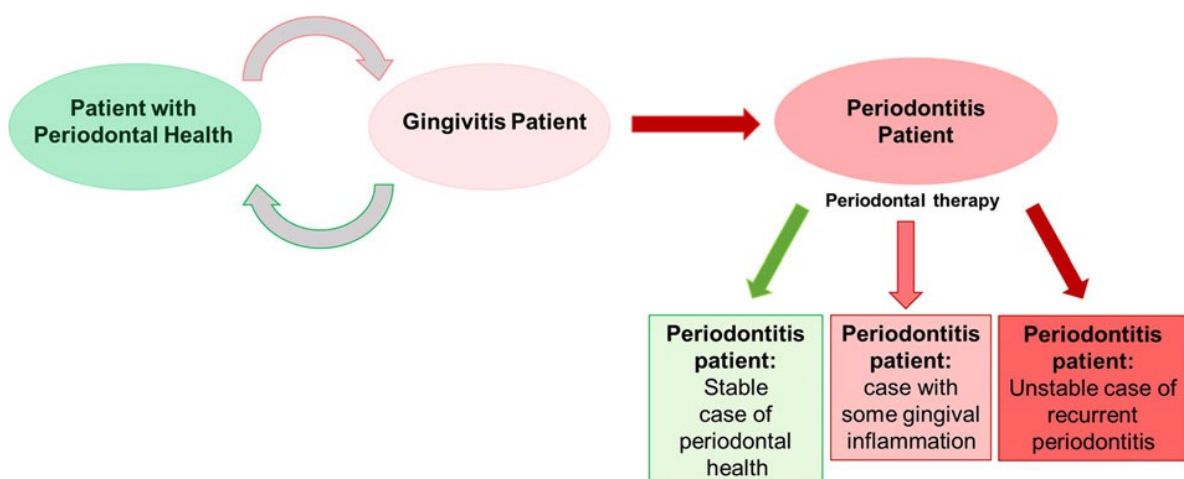 Patient with
Periodontal Health
Gingivitis Patient
Periodontitis
Patient
Periodontal therapy
Periodontitis
patient:
Stable
case of
periodontal
health
Periodontitis
patient:
case with
some gingival
inflammation
Periodontitis
patient:
Unstable case of
recurrent
periodontitis